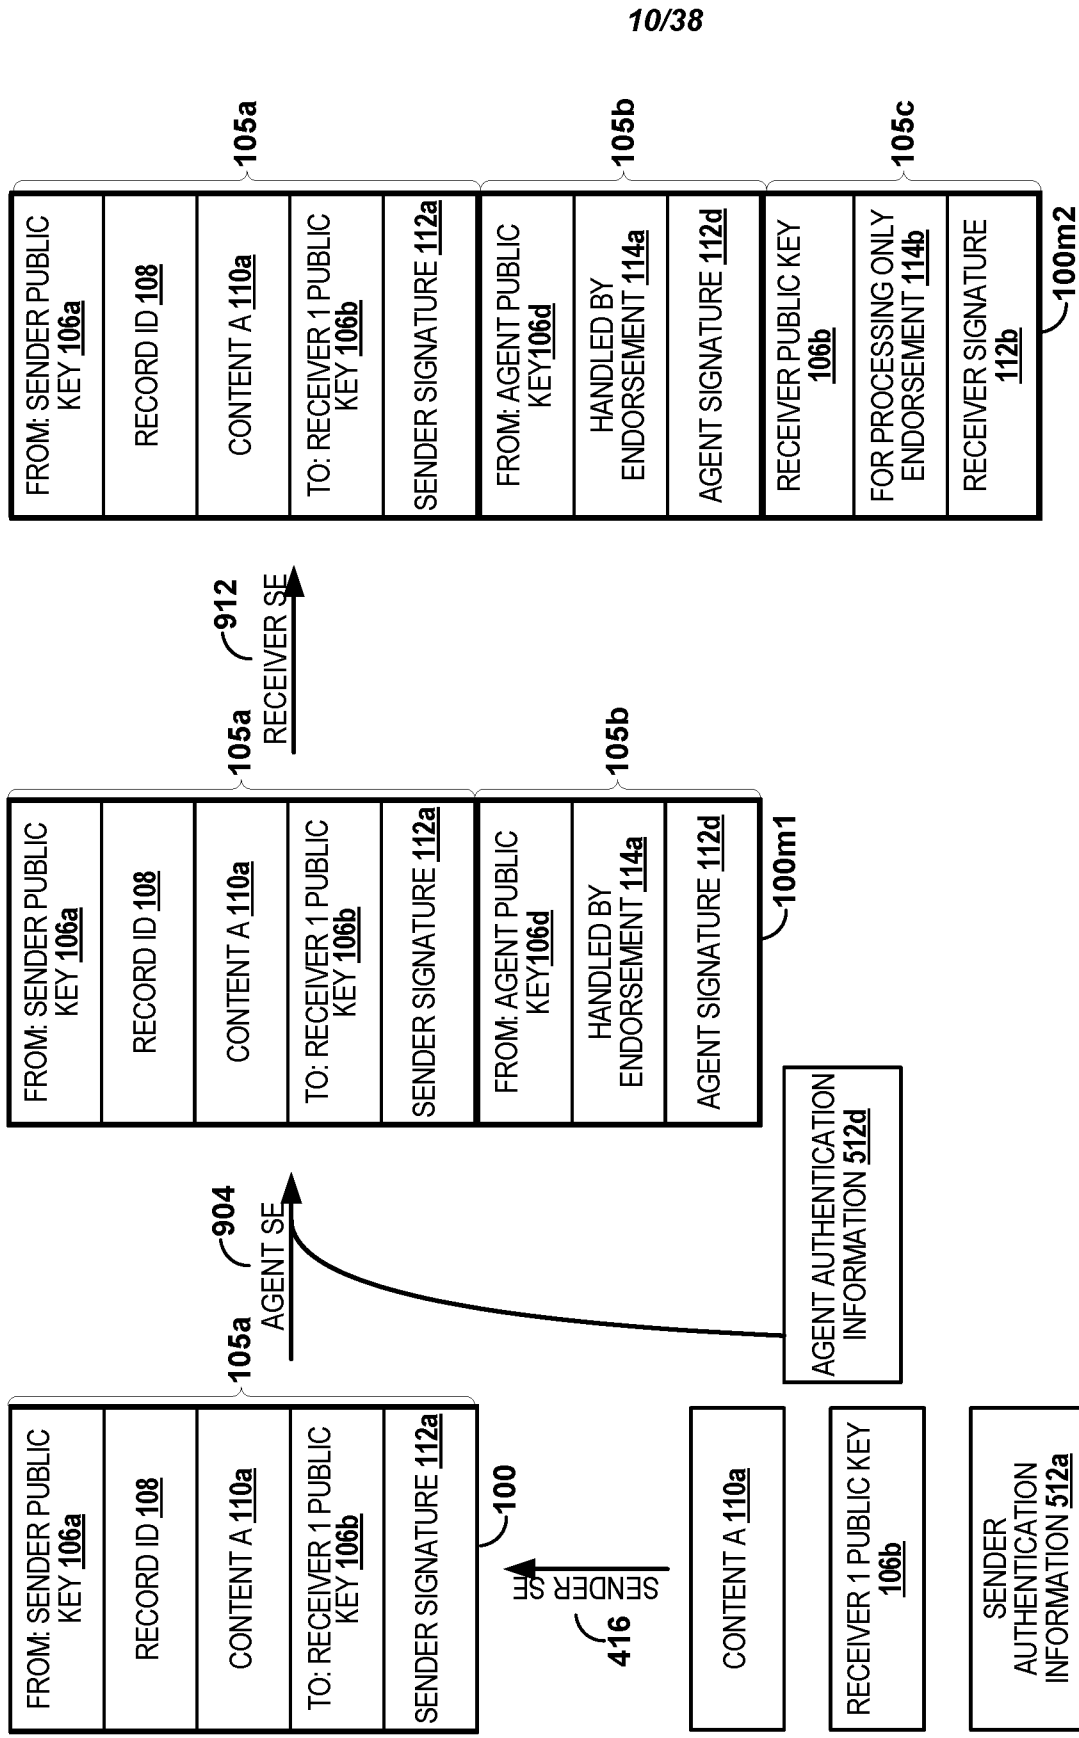 10/38
FROM: SENDER PUBLIC
KEY 106a
RECORD ID 108
CONTENT A 110a
TO: RECEIVER 1 PUBLIC
KEY 106b
SENDER SIGNATURE 112a
105a
100
SENDER SE
416
CONTENT A 110a
RECEIVER 1 PUBLIC KEY
106b
SENDER
AUTHENTICATION
INFORMATION 512a
904
AGENT SE
AGENT AUTHENTICATION
INFORMATION 512d
FROM: SENDER PUBLIC
KEY 106a
RECORD ID 108
CONTENT A 110a
TO: RECEIVER 1 PUBLIC
KEY 106b
SENDER SIGNATURE 112a
105a
FROM: AGENT PUBLIC
KEY106d
HANDLED BY
ENDORSEMENT 114a
AGENT SIGNATURE 112d
105b
100m1
912
RECEIVER SE
FROM: SENDER PUBLIC
KEY 106a
RECORD ID 108
CONTENT A 110a
TO: RECEIVER 1 PUBLIC
KEY 106b
SENDER SIGNATURE 112a
105a
FROM: AGENT PUBLIC
KEY106d
HANDLED BY
ENDORSEMENT 114a
AGENT SIGNATURE 112d
105b
RECEIVER PUBLIC KEY
106b
FOR PROCESSING ONLY
ENDORSEMENT 114b
RECEIVER SIGNATURE
112b
105c
100m2